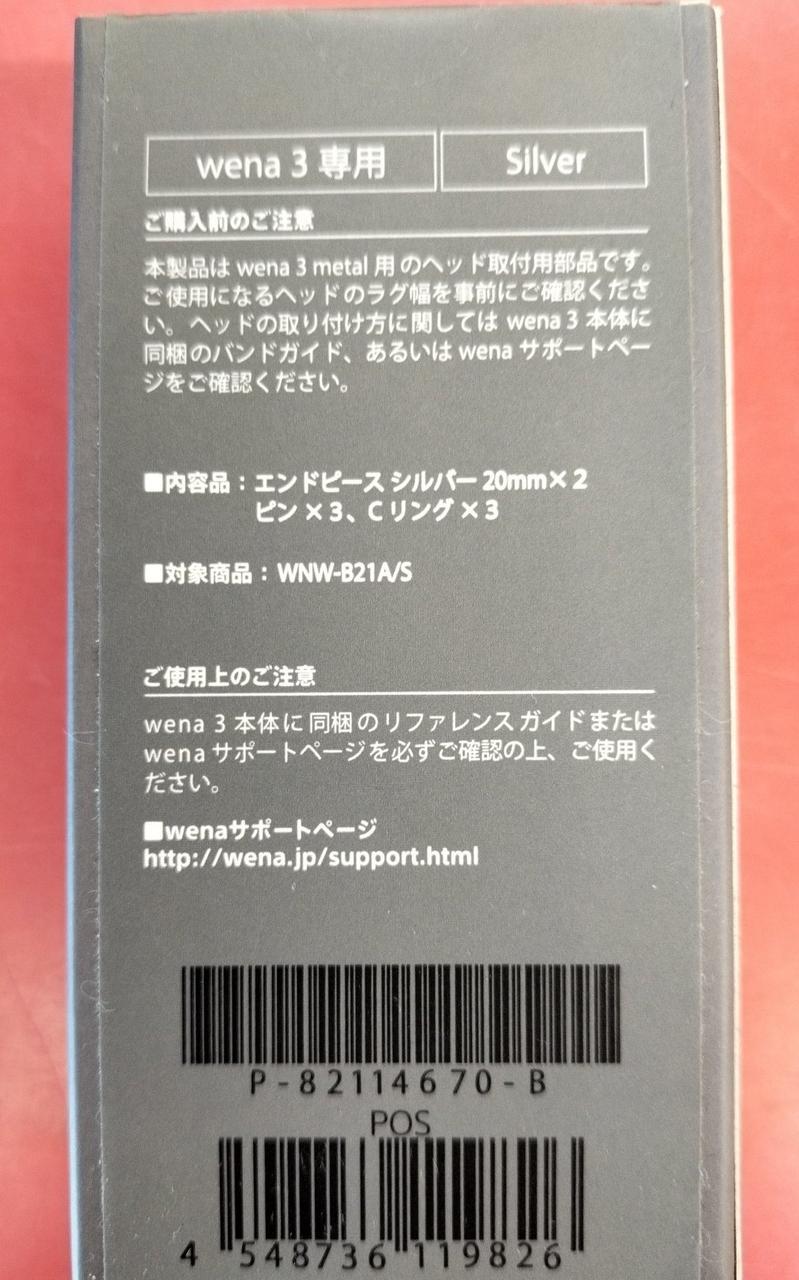 wena 3 専用
Silver
ご購入前のご注意
本製品は wena 3 metal 用 のヘッド取付用部品です。
ご使用になるヘッドのラグ幅を事前にご確認くださ
い。ヘッドの取り付け方に関しては wena 3 本体に
同梱のバンドガイド、あるいは wena サポートペー
ジをご確認ください。
■内容品：エンドピース シルバー 20mm×2
ピン×3、Cリング×3
■対象商品：WNW-B21A/S
ご使用上のご注意
wena 3 本体に同梱のリファレンスガイドまたは
wena サポートページを必ずご確認の上、ご使用く
ださい。
■wenaサポートページ
http://wena.jp/support.html
P-82114670-B
POS
4 548736 119826